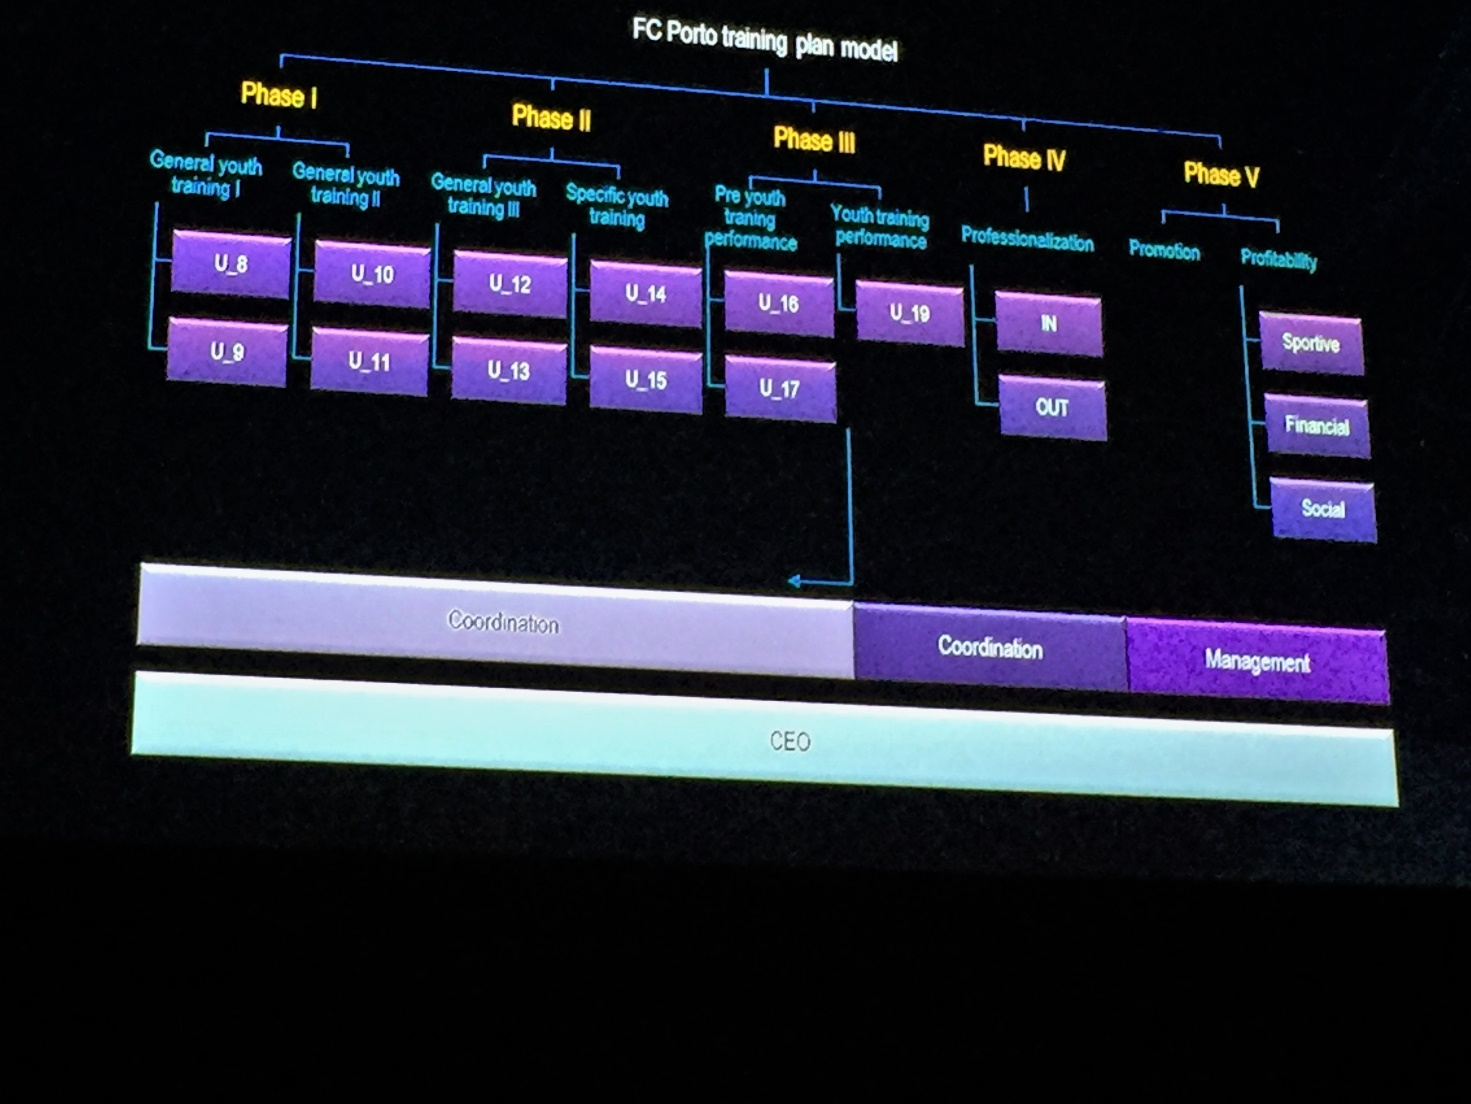 FC Porto training plan model
Phase I
Phase II
Phase III
Phase IV
Phase V
General youth
training I
General youth
training II
General youth
training III
Specific youth
training
Pre youth
traning
performance
Youth training
performance
Professionalization
Promotion
Profitability
U_8
U_10
U_12
U_14
U_16
U_19
IN
Sportive
U_9
U_11
U_13
U_15
U_17
OUT
Financial
Social
Coordination
Coordination
Management
CEO